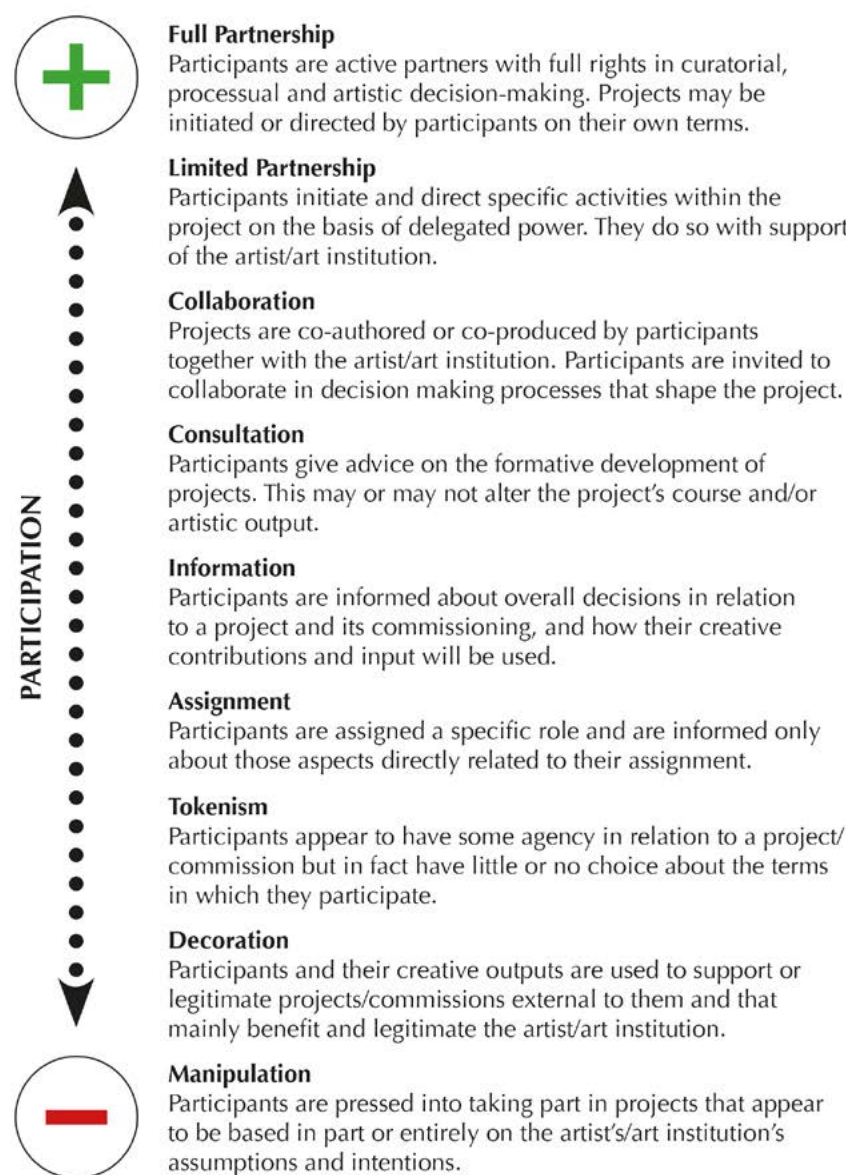 Full Partnership
Participants are active partners with full rights in curatorial,
processual and artistic decision-making. Projects may be
initiated or directed by participants on their own terms.
Limited Partnership
Participants initiate and direct specific activities within the
project on the basis of delegated power. They do so with support
of the artist/art institution.
Collaboration
Projects are co-authored or co-produced by participants
together with the artist/art institution. Participants are invited to
collaborate in decision making processes that shape the project.
Consultation
Participants give advice on the formative development of
projects. This may or may not alter the project's course and/or
artistic output.
PARTICIPATION
Information
Participants are informed about overall decisions in relation
to a project and its commissioning, and how their creative
contributions and input will be used.
Assignment
Participants are assigned a specific role and are informed only
about those aspects directly related to their assignment.
Tokenism
Participants appear to have some agency in relation to a project/
commission but in fact have little or no choice about the terms
in which they participate.
Decoration
Participants and their creative outputs are used to support or
legitimate projects/commissions external to them and that
mainly benefit and legitimate the artist/art institution.
Manipulation
Participants are pressed into taking part in projects that appear
to be based in part or entirely on the artist's/art institution's
assumptions and intentions.